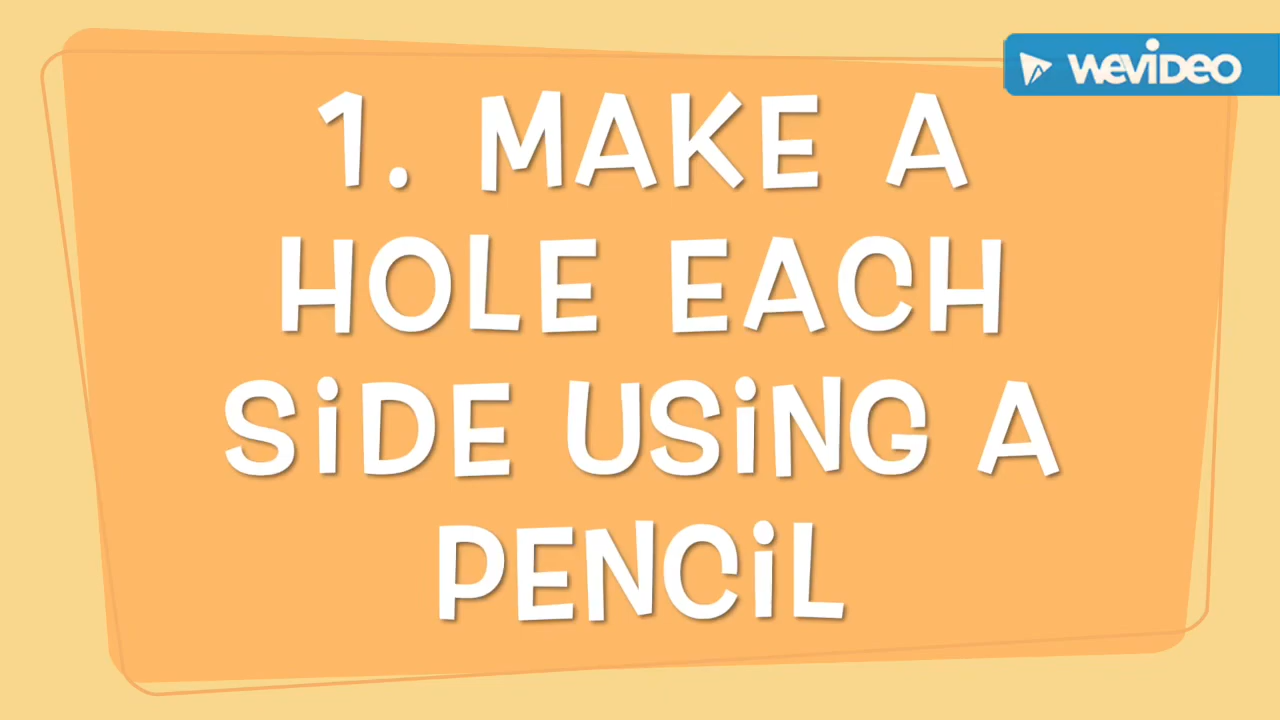 WEVIDEO
1. MAKE A
HOLE EACH
SiDE USiNG A
PENCiL